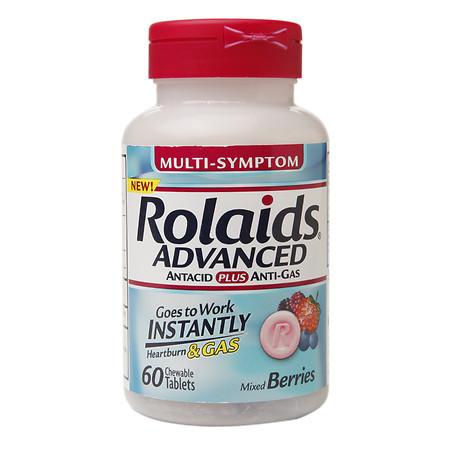 MULTI-SYMPTOM
NEW!
Rolaids®
ADVANCED
ANTACID PLUS ANTI-GAS
Goes to Work
INSTANTLY
Heartburn & GAS
60 Chewable Tablets
R
Mixed Berries